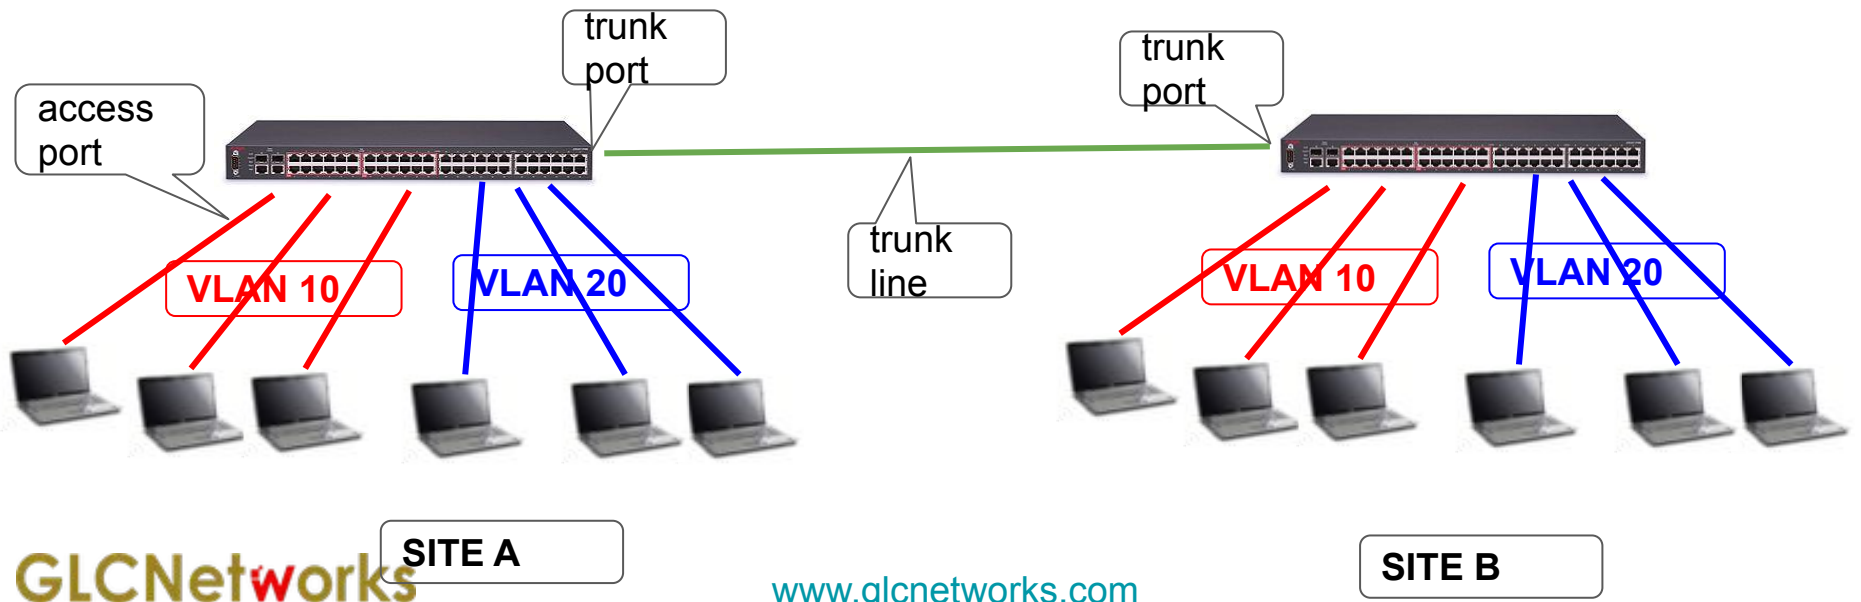 trunk
port
trunk
port
access
port
trunk
line
VLAN 10
VLAN 20
VLAN 10
VLAN 20
SITE A
SITE B
GLCNetworks
www.glcnetworks.com